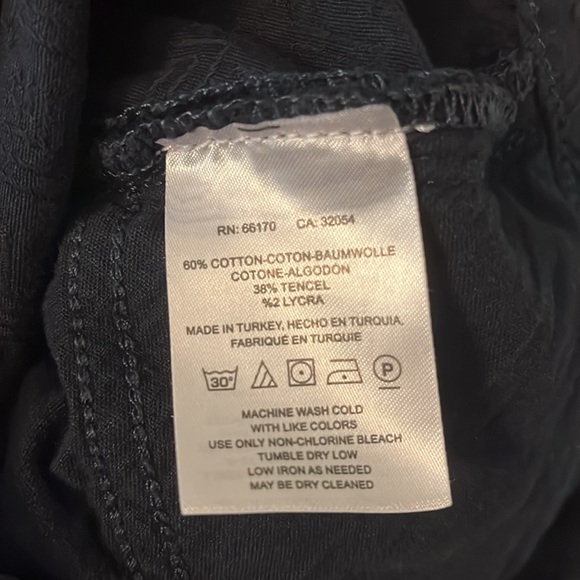 RN: 66170 CA: 32054
60% COTTON-COTON-BAUMWOLLE
COTONE-ALGODÓN
38% TENCEL
%2 LYCRA
MADE IN TURKEY, HECHO EN TURQUIA.
FABRIQUÉ EN TURQUIE
30° P
MACHINE WASH COLD
WITH LIKE COLORS
USE ONLY NON-CHLORINE BLEACH
TUMBLE DRY LOW
LOW IRON AS NEEDED
MAY BE DRY CLEANED